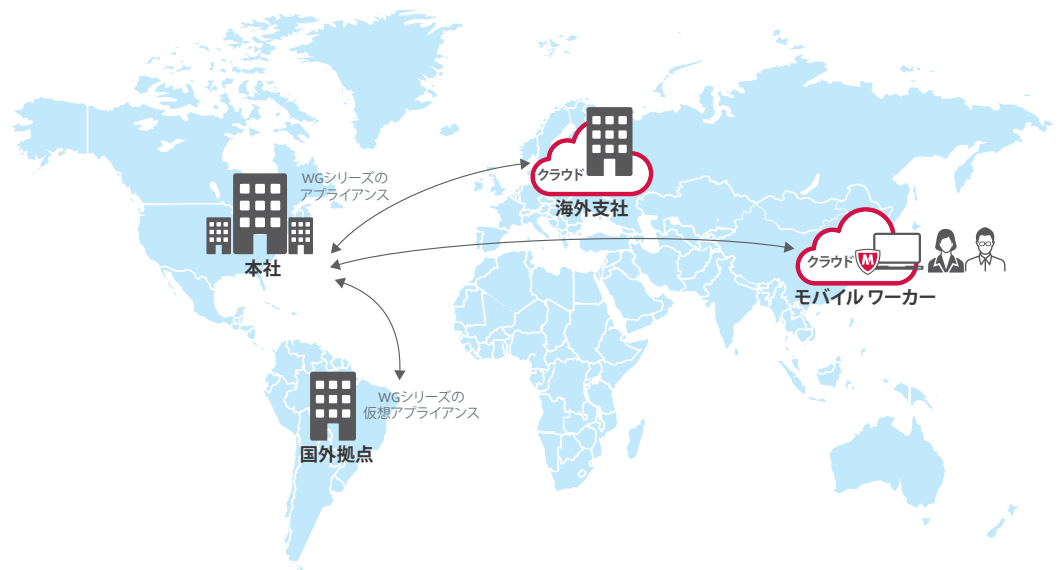 WGシリーズの
アプライアンス
本社
クラウド
海外支社
クラウド
M
モバイル ワーカー
WGシリーズの
仮想アプライアンス
国外拠点